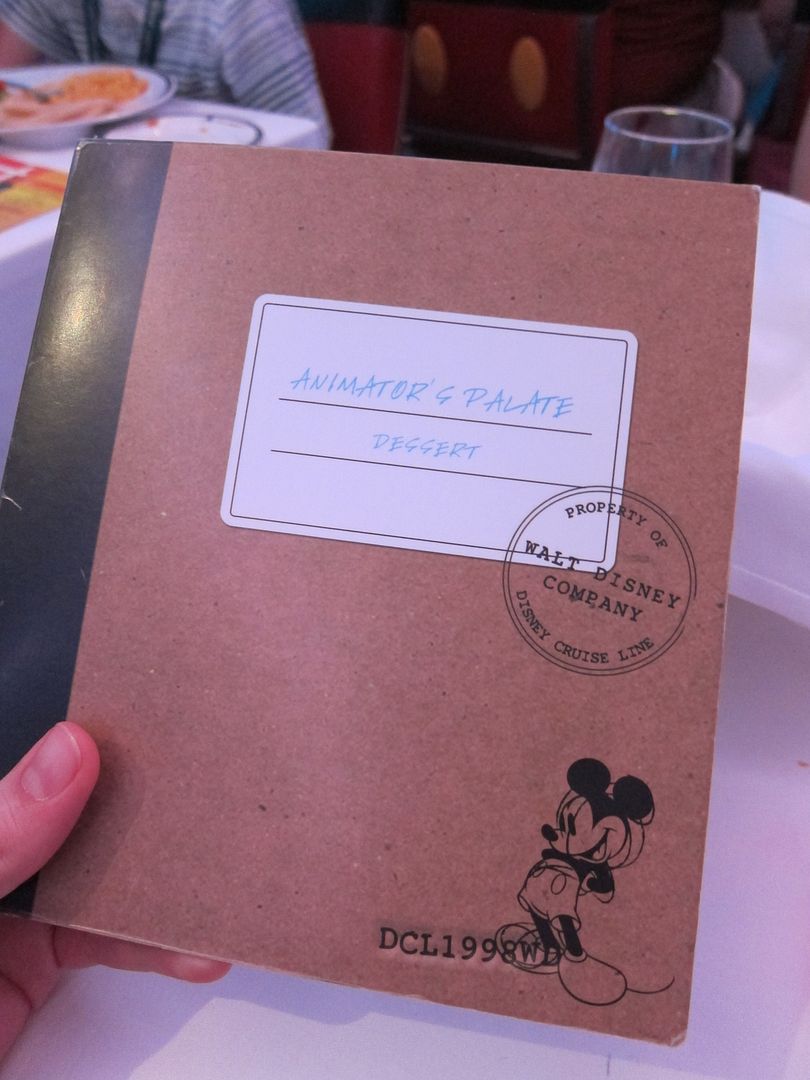 ANIMATOR'S PALATE
DESSERT
PROPERTY OF
WALT DISNEY
COMPANY
DISNEY CRUISE LINE
DCL1998WD